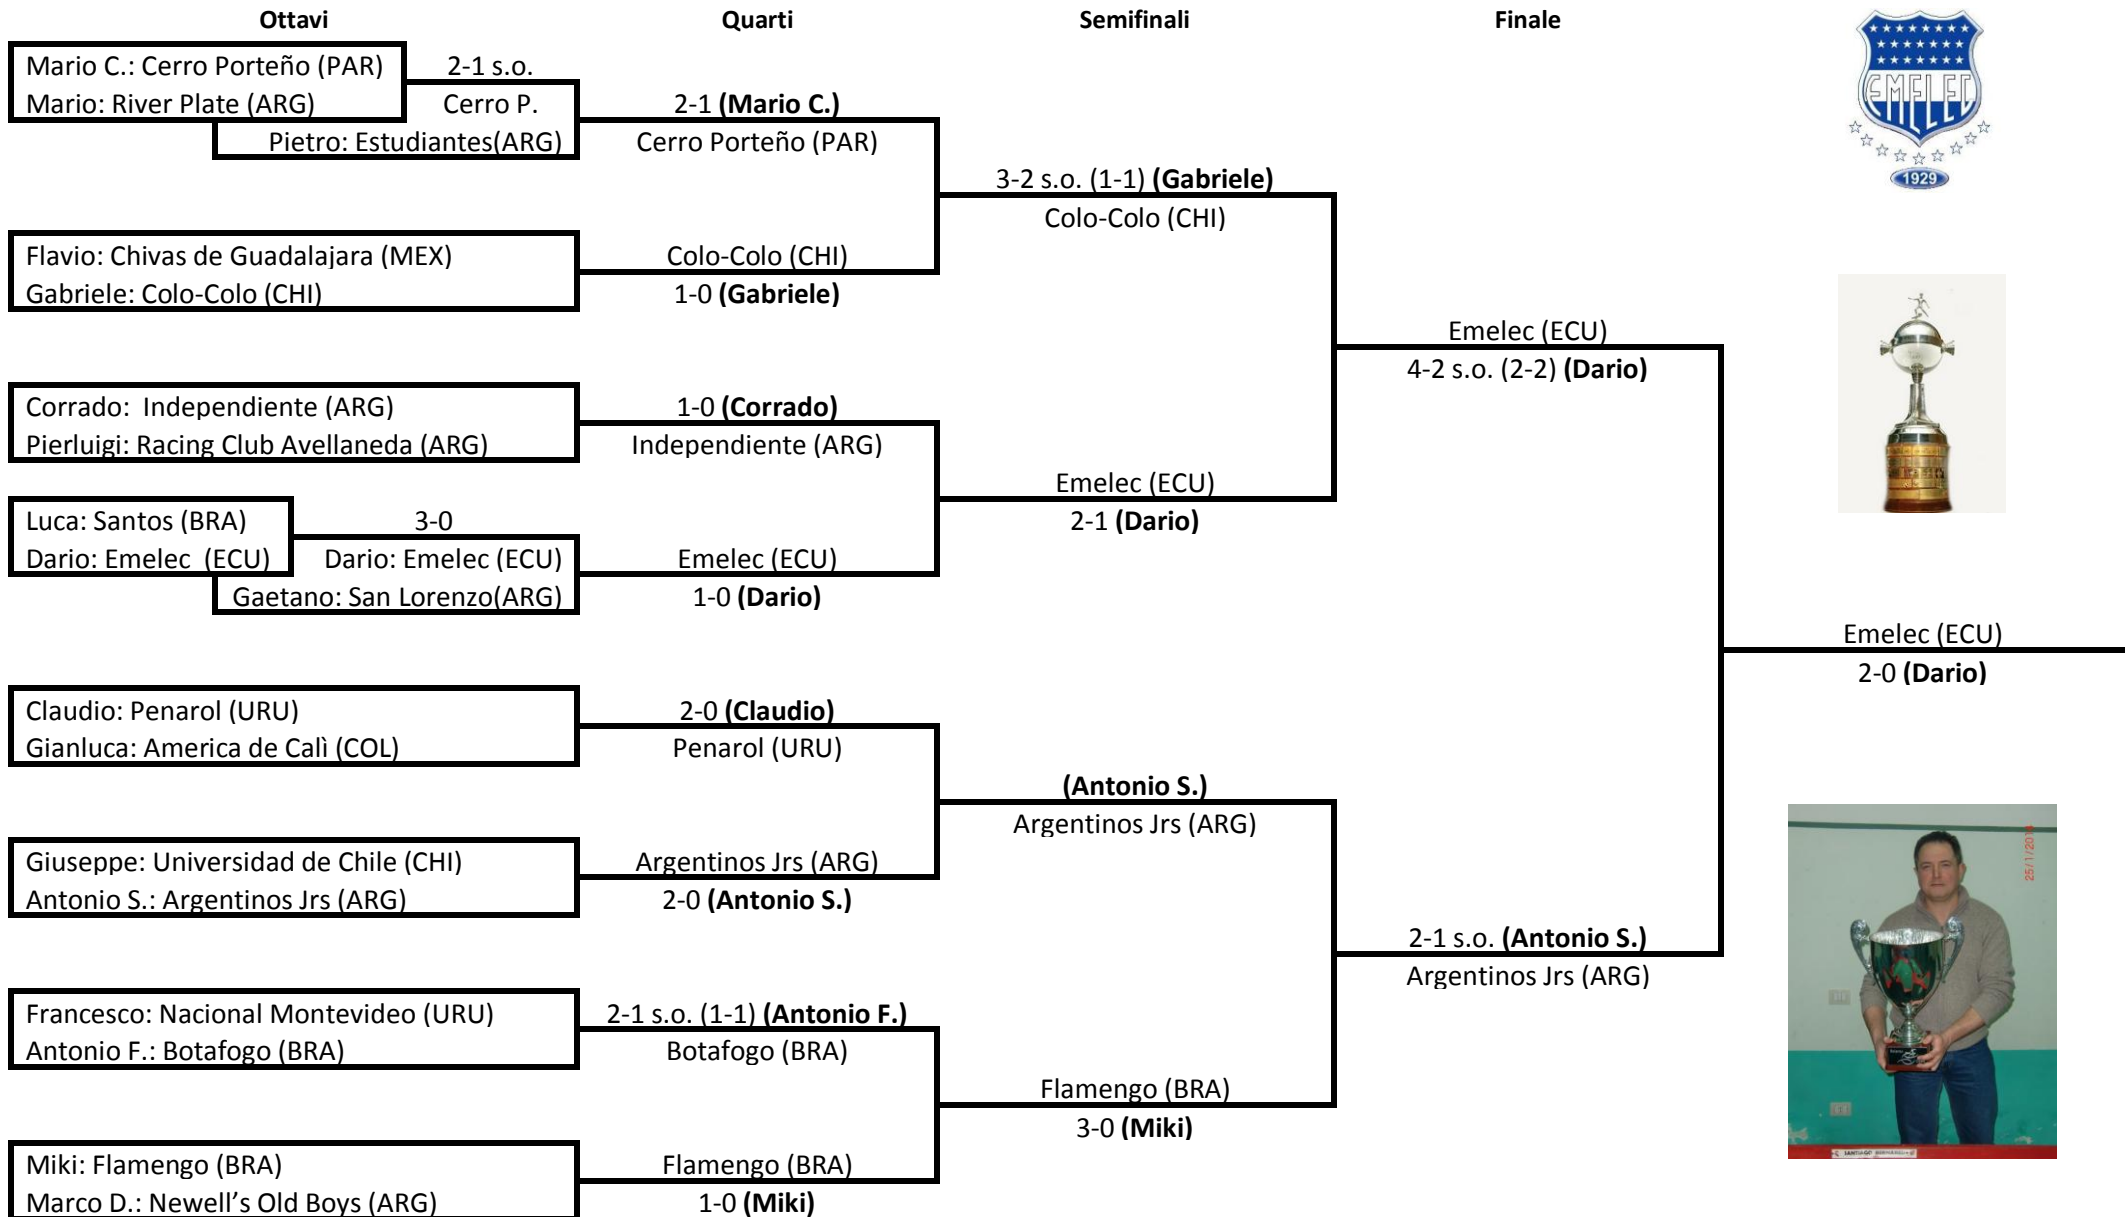 Ottavi Quarti Semifinali Finale
Mario C.: Cerro Porteño (PAR)
Mario: River Plate (ARG)
2-1 s.o.
Cerro P.
Pietro: Estudiantes(ARG)
2-1 (Mario C.)
Cerro Porteño (PAR)
3-2 s.o. (1-1) (Gabriele)
Colo-Colo (CHI)
Flavio: Chivas de Guadalajara (MEX)
Gabriele: Colo-Colo (CHI)
Colo-Colo (CHI)
1-0 (Gabriele)
Emelec (ECU)
4-2 s.o. (2-2) (Dario)
Corrado: Independiente (ARG)
Pierluigi: Racing Club Avellaneda (ARG)
1-0 (Corrado)
Independiente (ARG)
Emelec (ECU)
2-1 (Dario)
Luca: Santos (BRA)
Dario: Emelec (ECU)
3-0
Dario: Emelec (ECU)
Gaetano: San Lorenzo(ARG)
Emelec (ECU)
1-0 (Dario)
Emelec (ECU)
2-0 (Dario)
Claudio: Penarol (URU)
Gianluca: America de Calì (COL)
2-0 (Claudio)
Penarol (URU)
(Antonio S.)
Argentinos Jrs (ARG)
Giuseppe: Universidad de Chile (CHI)
Antonio S.: Argentinos Jrs (ARG)
Argentinos Jrs (ARG)
2-0 (Antonio S.)
2-1 s.o. (Antonio S.)
Argentinos Jrs (ARG)
Francesco: Nacional Montevideo (URU)
Antonio F.: Botafogo (BRA)
2-1 s.o. (1-1) (Antonio F.)
Botafogo (BRA)
Flamengo (BRA)
3-0 (Miki)
Miki: Flamengo (BRA)
Marco D.: Newell’s Old Boys (ARG)
Flamengo (BRA)
1-0 (Miki)
EMELEC
1929
25/1/2014
SANTIAGO